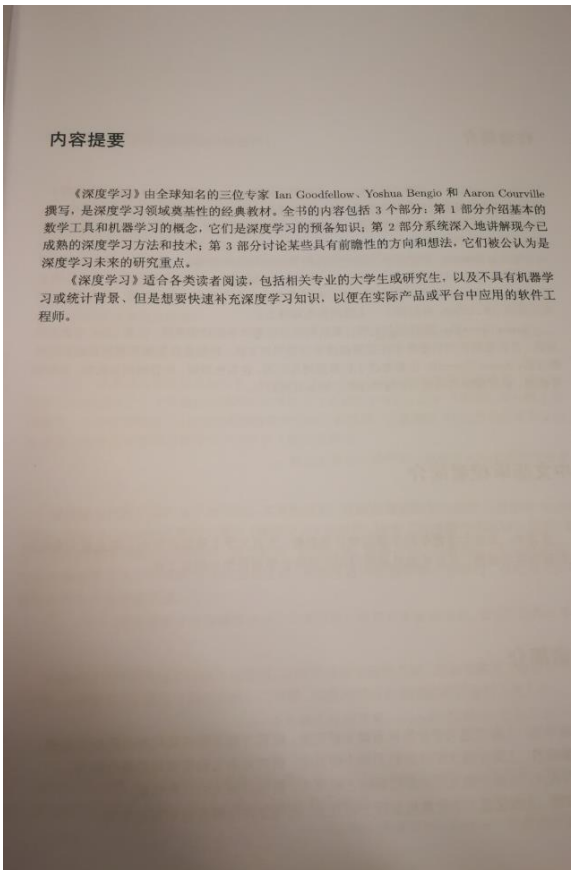 内容提要
《深度学习》由全球知名的三位专家 Ian Goodfellow、Yoshua Bengio 和 Aaron Courville
撰写，是深度学习领域奠基性的经典教材。全书的内容包括 3 个部分：第 1 部分介绍基本的
数学工具和机器学习的概念，它们是深度学习的预备知识；第 2 部分系统深入地讲解现今已
成熟的深度学习方法和技术；第 3 部分讨论某些具有前瞻性的方向和想法，它们被公认为是
深度学习未来的研究重点。
《深度学习》适合各类读者阅读，包括相关专业的大学生或研究生，以及不具有机器学
习或统计背景、但是想要快速补充深度学习知识，以便在实际产品或平台中应用的软件工
程师。